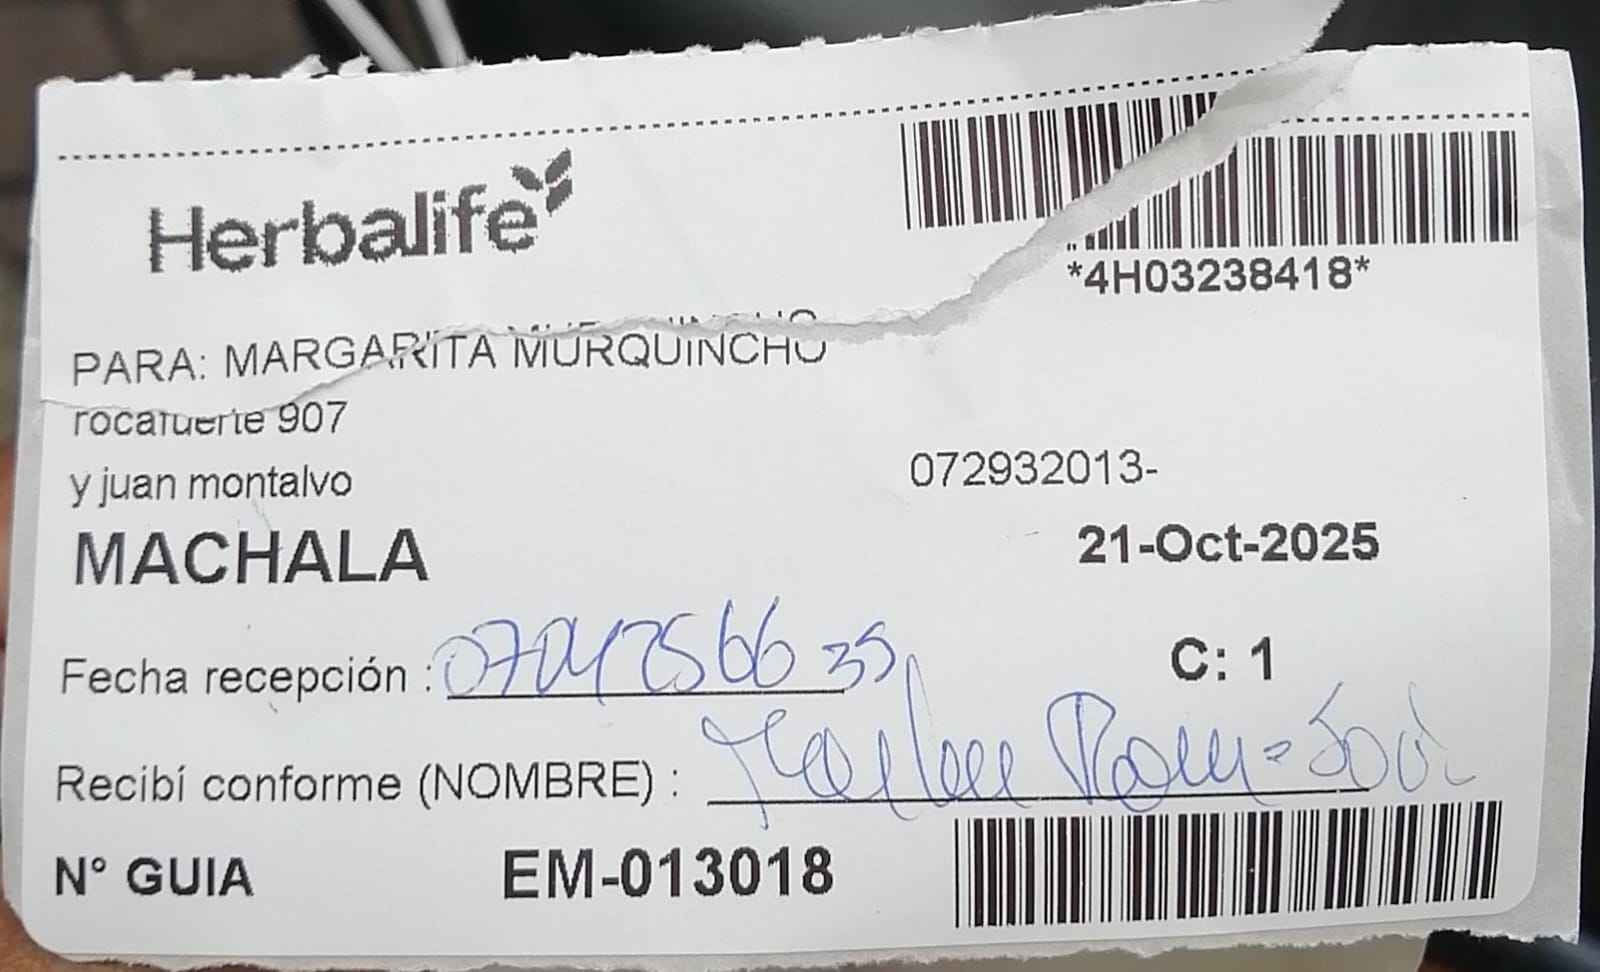 Herbalife
*4H03238418*
PARA: MARGARITA MURQUINCHO
rocafuerte 907
y juan montalvo
072932013-
MACHALA
21-Oct-2025
Fecha recepción :
C: 1
Recibí conforme (NOMBRE) :
N° GUIA EM-013018